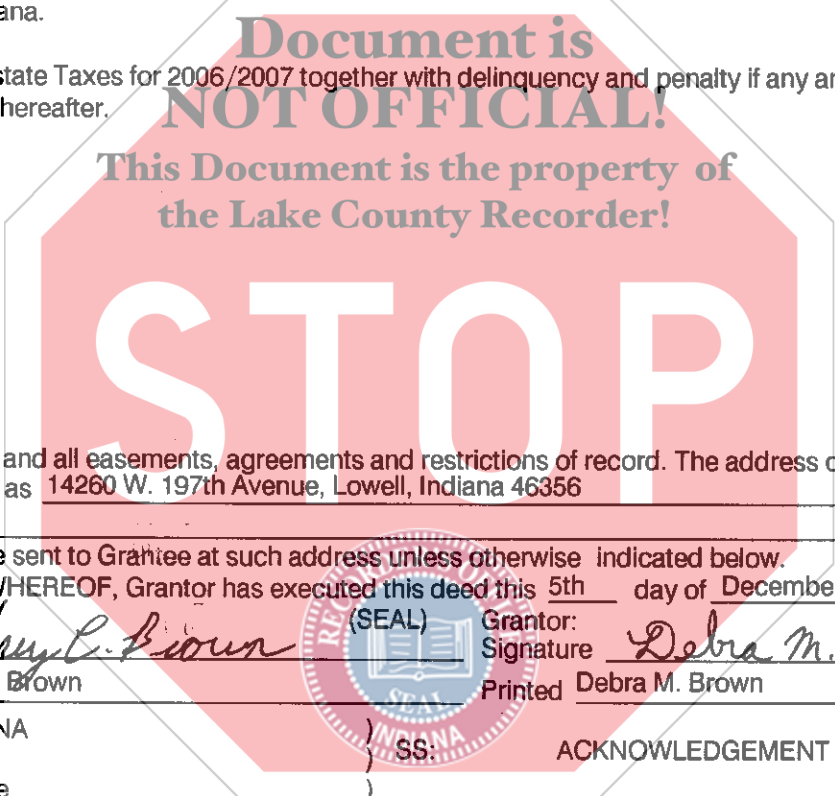 ana.
Document is
state Taxes for 2006/2007 together with delinquency and penalty if any an
hereafter.
NOT OFFICIAL!
This Document is the property of
the Lake County Recorder!
STOP
and all easements, agreements and restrictions of record. The address o
as 14260 W. 197th Avenue, Lowell, Indiana 46356
e sent to Grantee at such address unless otherwise indicated below.
WHEREOF, Grantor has executed this deed this 5th day of Decembe
(SEAL) Grantor:
C. Brown Signature Debra M.
Brown Printed Debra M. Brown
SEAL
INDIANA
NA
SS: ACKNOWLEDGEMENT
e